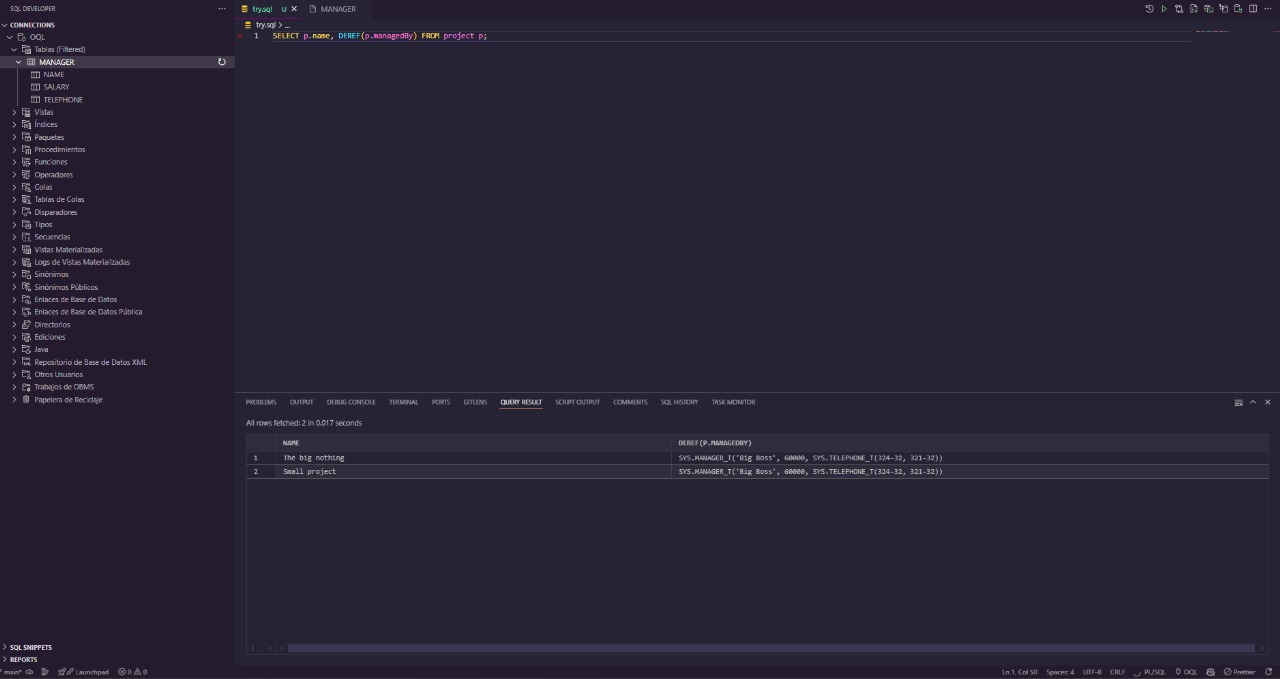 SQL DEVELOPER
CONNECTIONS
OQL
Tablas (Filtered)
MANAGER
NAME
SALARY
TELEPHONE
Vistas
Índices
Paquetes
Procedimientos
Funciones
Operadores
Colas
Tablas de Colas
Disparadores
Tipos
Secuencias
Vistas Materializadas
Logs de Vistas Materializadas
Sinónimos
Sinónimos Públicos
Enlaces de Base de Datos
Enlaces de Base de Datos Pública
Directorios
Ediciones
Java
Repositorio de Base de Datos XML
Otros Usuarios
Trabajos de DBMS
Papelera de Reciclaje
SQL SNIPPETS
REPORTS
try.sql U MANAGER
try.sql > ...
1 SELECT p.name, DEREF(p.managedBy) FROM project p;
PROBLEMS OUTPUT DEBUG CONSOLE TERMINAL PORTS GITLENS QUERY RESULT SCRIPT OUTPUT COMMENTS SQL HISTORY TASK MONITOR
All rows fetched: 2 in 0.017 seconds
NAME DEREF(P.MANAGEDBY)
1 The big nothing SYS.MANAGER_T('Big Boss', 60000, SYS.TELEPHONE_T(324-32, 321-32))
2 Small project SYS.MANAGER_T('Big Boss', 60000, SYS.TELEPHONE_T(324-32, 321-32))
main* Launchpad 0 0 Ln 1, Col 50 Spaces: 4 UTF-8 CRLF PL/SQL OQL Prettier